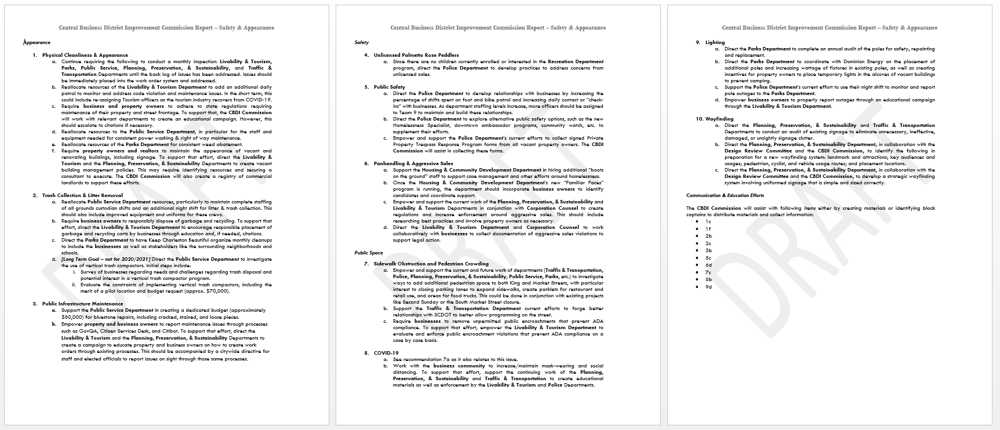 Central Business District Improvement Commission Report – Safety & Appearance
Appearance
1. Physical Cleanliness & Appearance
a. Continue requiring the following to conduct a monthly inspection: Livability & Tourism,
Parks, Public Service, Planning, Preservation, & Sustainability, and Traffic &
Transportation Departments until the back log of issues has been addressed. Issues should
be immediately placed into the work order system and addressed.
b. Reallocate resources of the Livability & Tourism Department to add an additional daily
patrol to monitor and address code violation and maintenance issues. In the short term, this
could include re-assigning Tourism officers as the tourism industry recovers from COVID-19.
c. Require business and property owners to adhere to state regulations requiring
maintenance of their property and street frontage. To support that, the CBDI Commission
will work with relevant departments to create an educational campaign. However, this
should escalate to citations if necessary.
d. Reallocate resources to the Public Service Department, in particular for the staff and
equipment needed for consistent power washing & right of way maintenance.
e. Reallocate resources of the Parks Department for consistent weed abatement.
f. Require property owners and realtors to maintain the appearance of vacant and
renovating buildings, including signage. To support that effort, direct the Livability &
Tourism and the Planning, Preservation, & Sustainability Departments to create vacant
building management policies. This may require identifying resources and securing a
consultant to execute. The CBDI Commission will also create a registry of commercial
landlords to support these efforts.
2. Trash Collection & Litter Removal
a. Reallocate Public Service Department resources, particularly to maintain complete staffing
of all grounds custodian shifts and an additional night shift for litter & trash collection. This
should also include improved equipment and uniforms for these crews.
b. Require business owners to responsibly dispose of garbage and recycling. To support that
effort, direct the Livability & Tourism Department to encourage responsible placement of
garbage and recycling carts by businesses through education and, if needed, citations.
c. Direct the Parks Department to have Keep Charleston Beautiful organize monthly cleanups
to include the businesses as well as stakeholders like the surrounding neighborhoods and
schools.
d. [Long Term Goal – not for 2020/2021] Direct the Public Service Department to investigate
the use of vertical trash compactors. Initial steps include:
i. Survey of businesses regarding needs and challenges regarding trash disposal and
potential interest in a vertical trash compactor program.
ii. Evaluate the constraints of implementing vertical trash compactors, including the
merit of a pilot location and budget request (approx. $70,000).
3. Public Infrastructure Maintenance
a. Support the Public Service Department in creating a dedicated budget (approximately
$80,000) for bluestone repairs, including cracked, stained, and loose pieces.
b. Empower property and business owners to report maintenance issues through processes
such as GovQA, Citizen Services Desk, and Citibot. To support that effort, direct the
Livability & Tourism and the Planning, Preservation, & Sustainability Departments to
create a campaign to educate property and business owners on how to create work
orders through existing processes. This should be accompanied by a citywide directive for
staff and elected officials to report issues on sight through those same processes.
DRAFT
Central Business District Improvement Commission Report – Safety & Appearance
Safety
4. Unlicensed Palmetto Rose Peddlers
a. Since there are no children currently enrolled or interested in the Recreation Department
program, direct the Police Department to develop practices to address concerns from
unlicensed sales.
5. Public Safety
a. Direct the Police Department to develop relationships with businesses by increasing the
percentage of shifts spent on foot and bike patrol and increasing daily contact or “check-
ins” with businesses. As department staffing levels increase, more officers should be assigned
to Team 9 to maintain and build these relationships.
b. Direct the Police Department to explore alternative public safety options, such as the new
Homelessness Specialist, downtown ambassador programs, community watch, etc. to
supplement their efforts.
c. Empower and support the Police Department's current efforts to collect signed Private
Property Trespass Response Program forms from all vacant property owners. The CBDI
Commission will assist in collecting these forms.
6. Panhandling & Aggressive Sales
a. Support the Housing & Community Development Department in hiring additional “boots
on the ground” staff to support case management and other efforts around homelessness.
b. Once the Housing & Community Development Department's new “Familiar Faces”
program is running, the department should incorporate business owners to identify
candidates and coordinate support.
c. Empower and support the current work of the Planning, Preservation, & Sustainability and
Livability & Tourism Departments in conjunction with Corporation Counsel to create
regulations and increase enforcement around aggressive sales. This should include
researching best practices and involve property owners as necessary.
d. Direct the Livability & Tourism Department and Corporation Counsel to work
collaboratively with businesses to collect documentation of aggressive sales violations to
support legal action.
Public Space
7. Sidewalk Obstruction and Pedestrian Crowding
a. Empower and support the current and future work of departments (Traffic & Transportation,
Police, Planning, Preservation, & Sustainability, Public Service, Parks, etc.) to investigate
ways to add additional pedestrian space to both King and Market Streets, with particular
interest to closing parking lanes to expand sidewalks, create parklets for restaurant and
retail use, and areas for food trucks. This could be done in conjunction with existing projects
like Second Sunday or the South Market Street closure.
b. Support the Traffic & Transportation Department current efforts to forge better
relationships with SCDOT to better allow programming on the street.
c. Require businesses to remove unpermitted public encroachments that prevent ADA
compliance. To support that effort, empower the Livability & Tourism Department to
evaluate and enforce public encroachment violations that prevent ADA compliance on a
case by case basis.
8. COVID-19
a. See recommendation 7a as it also relates to this issue.
b. Work with the business community to increase/maintain mask-wearing and social
distancing. To support that effort, support the continuing work of the Planning,
Preservation, & Sustainability and Traffic & Transportation to create educational
materials as well as enforcement by the Livability & Tourism and Police Departments.
DRAFT
Central Business District Improvement Commission Report – Safety & Appearance
9. Lighting
a. Direct the Parks Department to complete an annual audit of the poles for safety, repainting
and replacement.
b. Direct the Parks Department to coordinate with Dominion Energy on the placement of
additional poles and increasing wattage of fixtures in existing poles, as well as creating
incentives for property owners to place temporary lights in the alcoves of vacant buildings
to prevent camping.
c. Support the Police Department's current effort to use their night shift to monitor and report
pole outages to the Parks Department.
d. Empower business owners to properly report outages through an educational campaign
through the Livability & Tourism Department.
10. Wayfinding
a. Direct the Planning, Preservation, & Sustainability and Traffic & Transportation
Departments to conduct an audit of existing signage to eliminate unnecessary, ineffective,
damaged, or unsightly signage clutter.
b. Direct the Planning, Preservation, & Sustainability Department, in collaboration with the
Design Review Committee and the CBDI Commission, to identify the following in
preparation for a new wayfinding system: landmark and attractions; key audiences and
usages; pedestrian, cyclist, and vehicle usage routes; and placement locations.
c. Direct the Planning, Preservation, & Sustainability Department, in collaboration with the
Design Review Committee and the CBDI Commission, to develop a strategic wayfinding
system involving uniformed signage that is simple and sized correctly.
Communication & Education Efforts
The CBDI Commission will assist with following items either by creating materials or identifying block
captains to distribute materials and collect information:
• 1c
• 1f
• 2b
• 2c
• 3b
• 5c
• 6d
• 7c
• 8b
• 9d
DRAFT